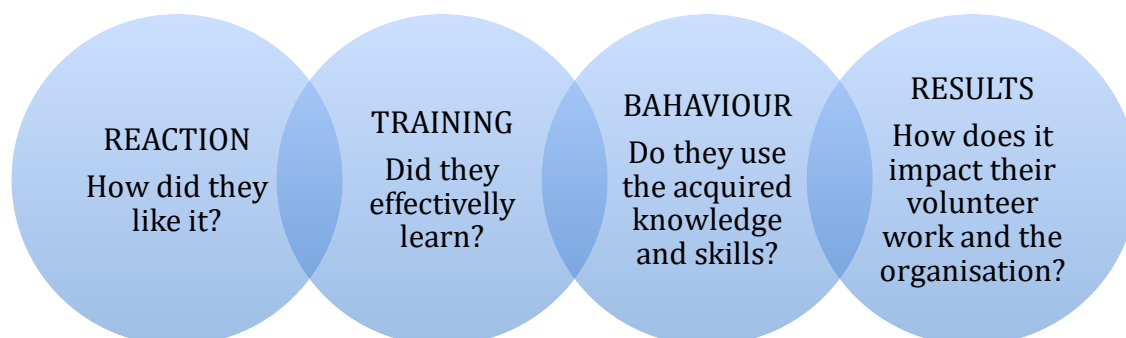 REACTION
How did they
like it?
TRAINING
Did they
effectivelly
learn?
BAHAVIOUR
Do they use
the acquired
knowledge
and skills?
RESULTS
How does it
impact their
volunteer
work and the
organisation?